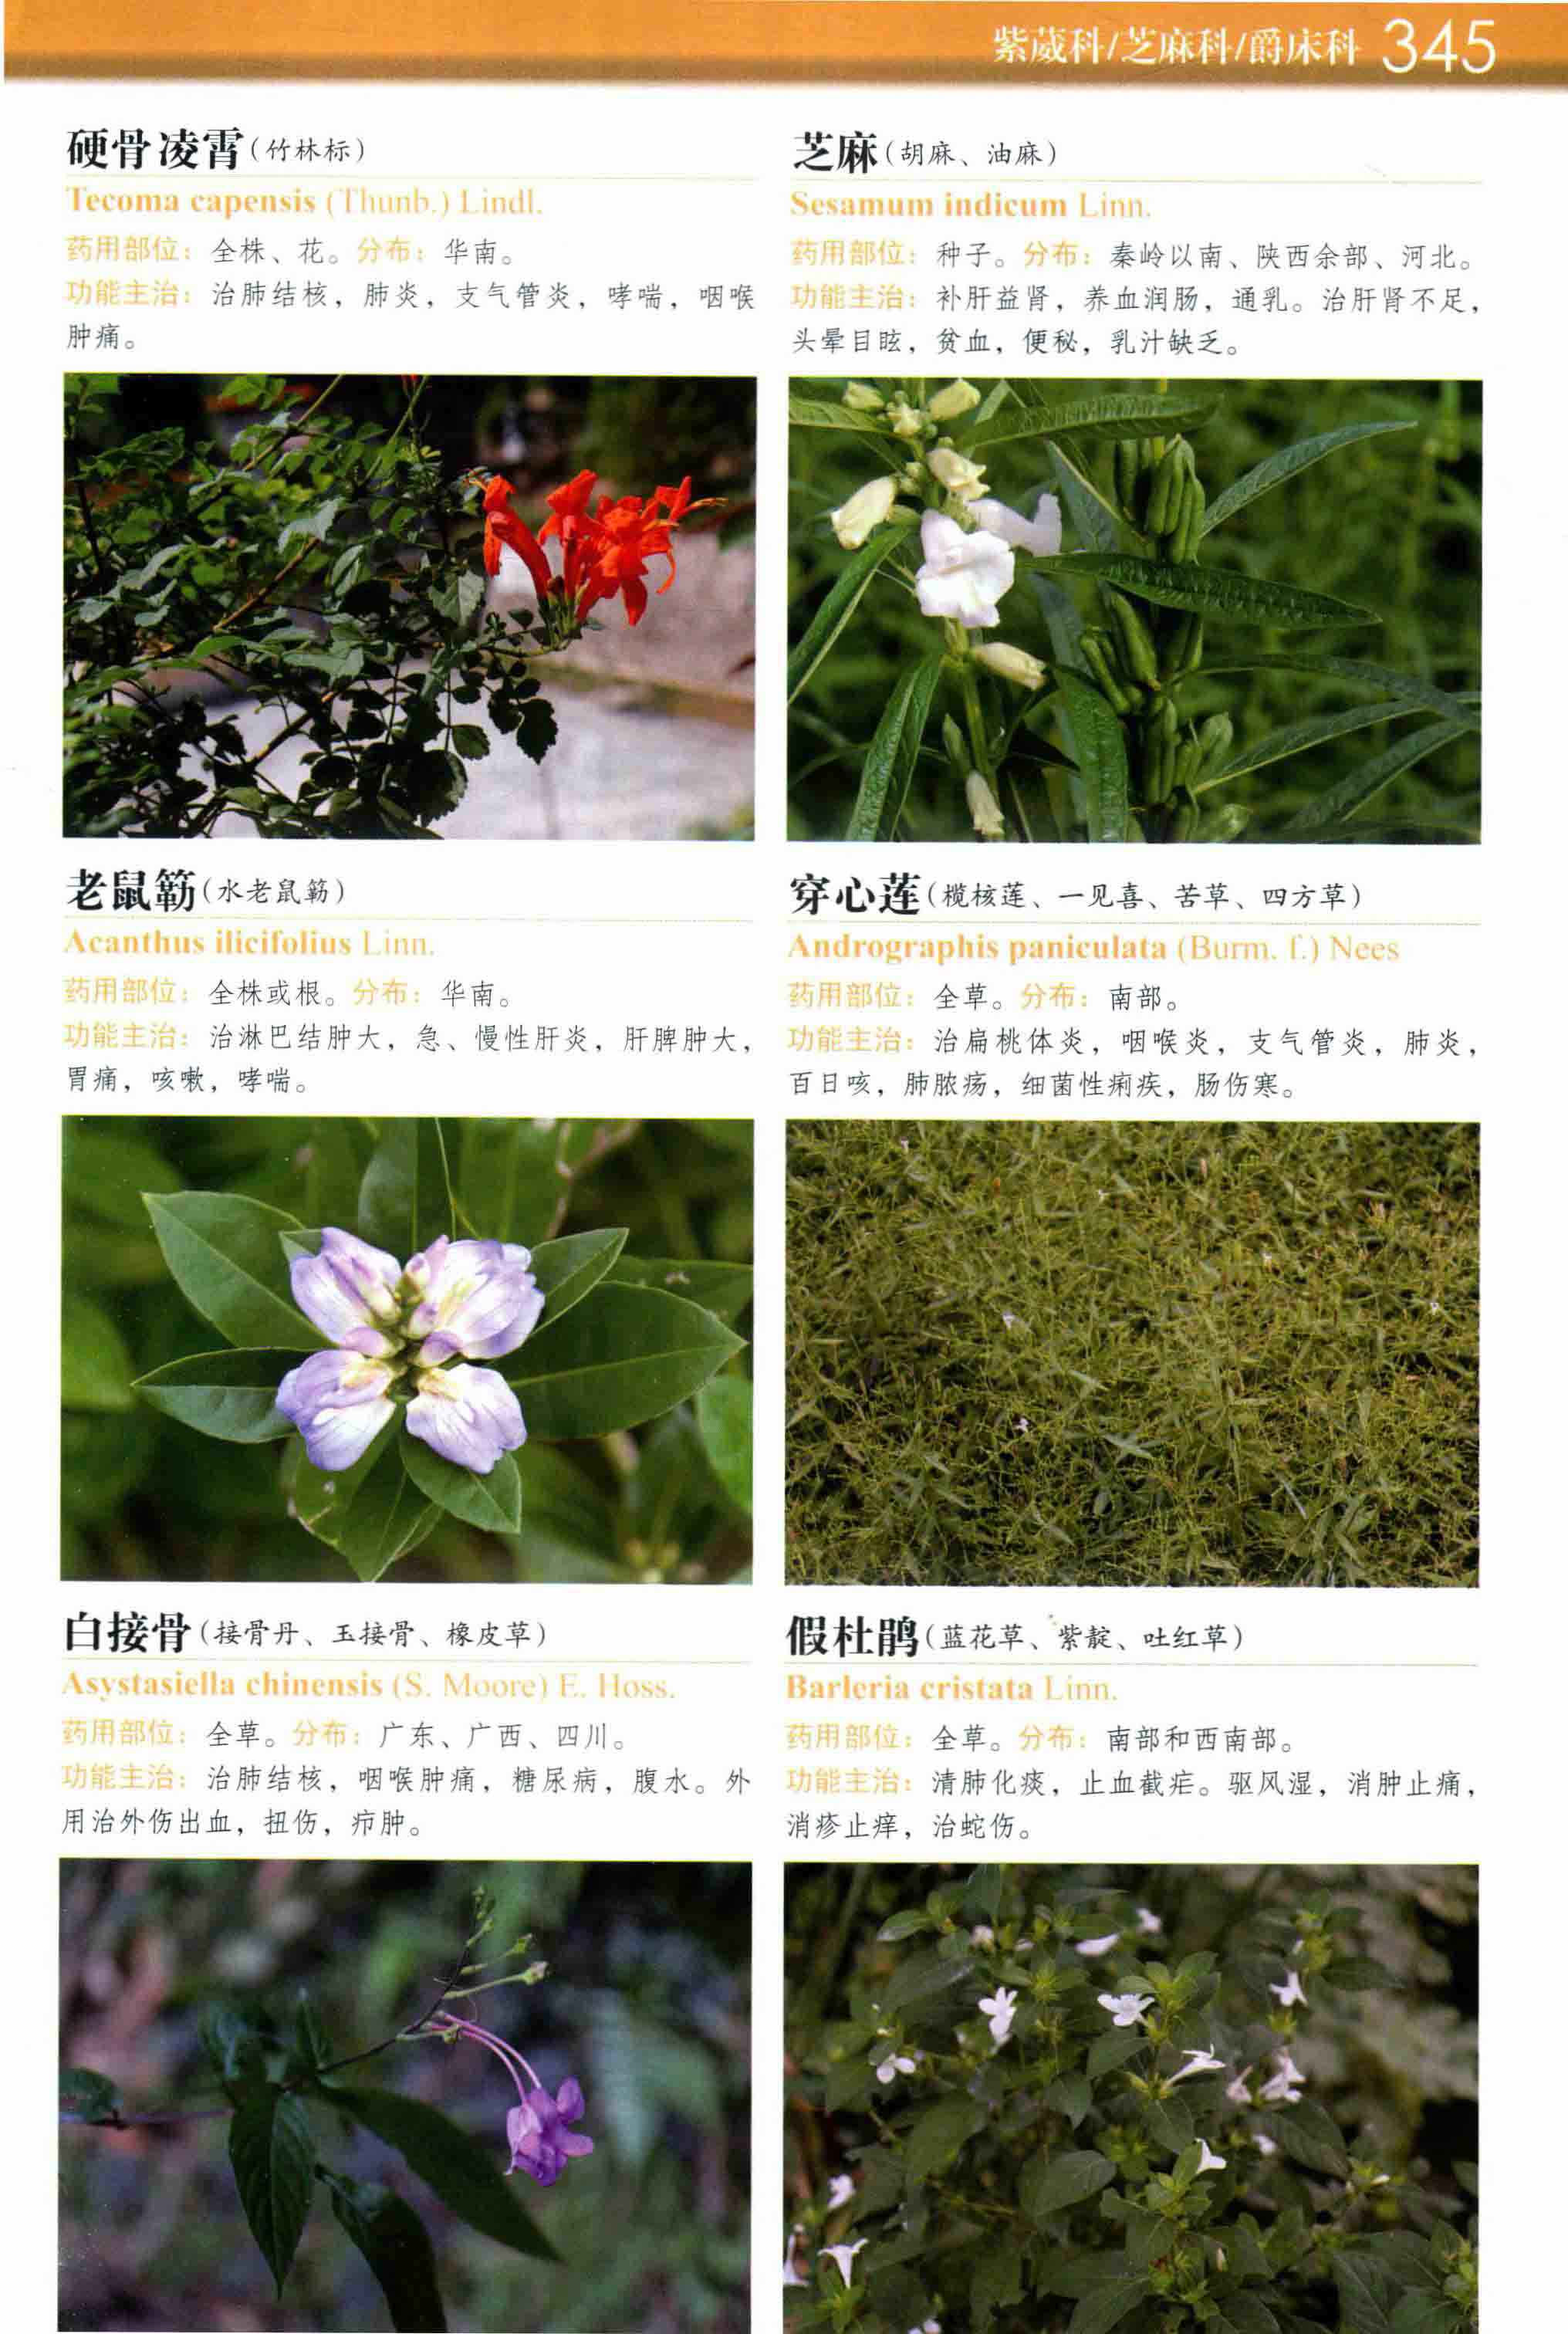 紫葳科/芝麻科/爵床科 345
硬骨凌霄(竹林标)
Tecoma capensis (Thunb.) Lindl.
药用部位：全株、花。分布：华南。
功能主治：治肺结核，肺炎，支气管炎，哮喘，咽喉
肿痛。
芝麻(胡麻、油麻)
Sesamum indicum Linn.
药用部位：种子。分布：秦岭以南、陕西余部、河北。
功能主治：补肝益肾，养血润肠，通乳。治肝肾不足，
头晕目眩，贫血，便秘，乳汁缺乏。
老鼠簕(水老鼠簕)
Acanthus ilicifolius Linn.
药用部位：全株或根。分布：华南。
功能主治：治淋巴结肿大，急、慢性肝炎，肝脾肿大，
胃痛，咳嗽，哮喘。
穿心莲(榄核莲、一见喜、苦草、四方草)
Andrographis paniculata (Burm. f.) Nees
药用部位：全草。分布：南部。
功能主治：治扁桃体炎，咽喉炎，支气管炎，肺炎，
百日咳，肺脓疡，细菌性痢疾，肠伤寒。
白接骨(接骨丹、玉接骨、橡皮草)
Asystasiella chinensis (S. Moore) E. Hoss.
药用部位：全草。分布：广东、广西、四川。
功能主治：治肺结核，咽喉肿痛，糖尿病，腹水。外
用治外伤出血，扭伤，疖肿。
假杜鹃(蓝花草、紫靛、吐红草)
Barleria cristata Linn.
药用部位：全草。分布：南部和西南部。
功能主治：清肺化痰，止血截疟。驱风湿，消肿止痛，
消疹止痒，治蛇伤。